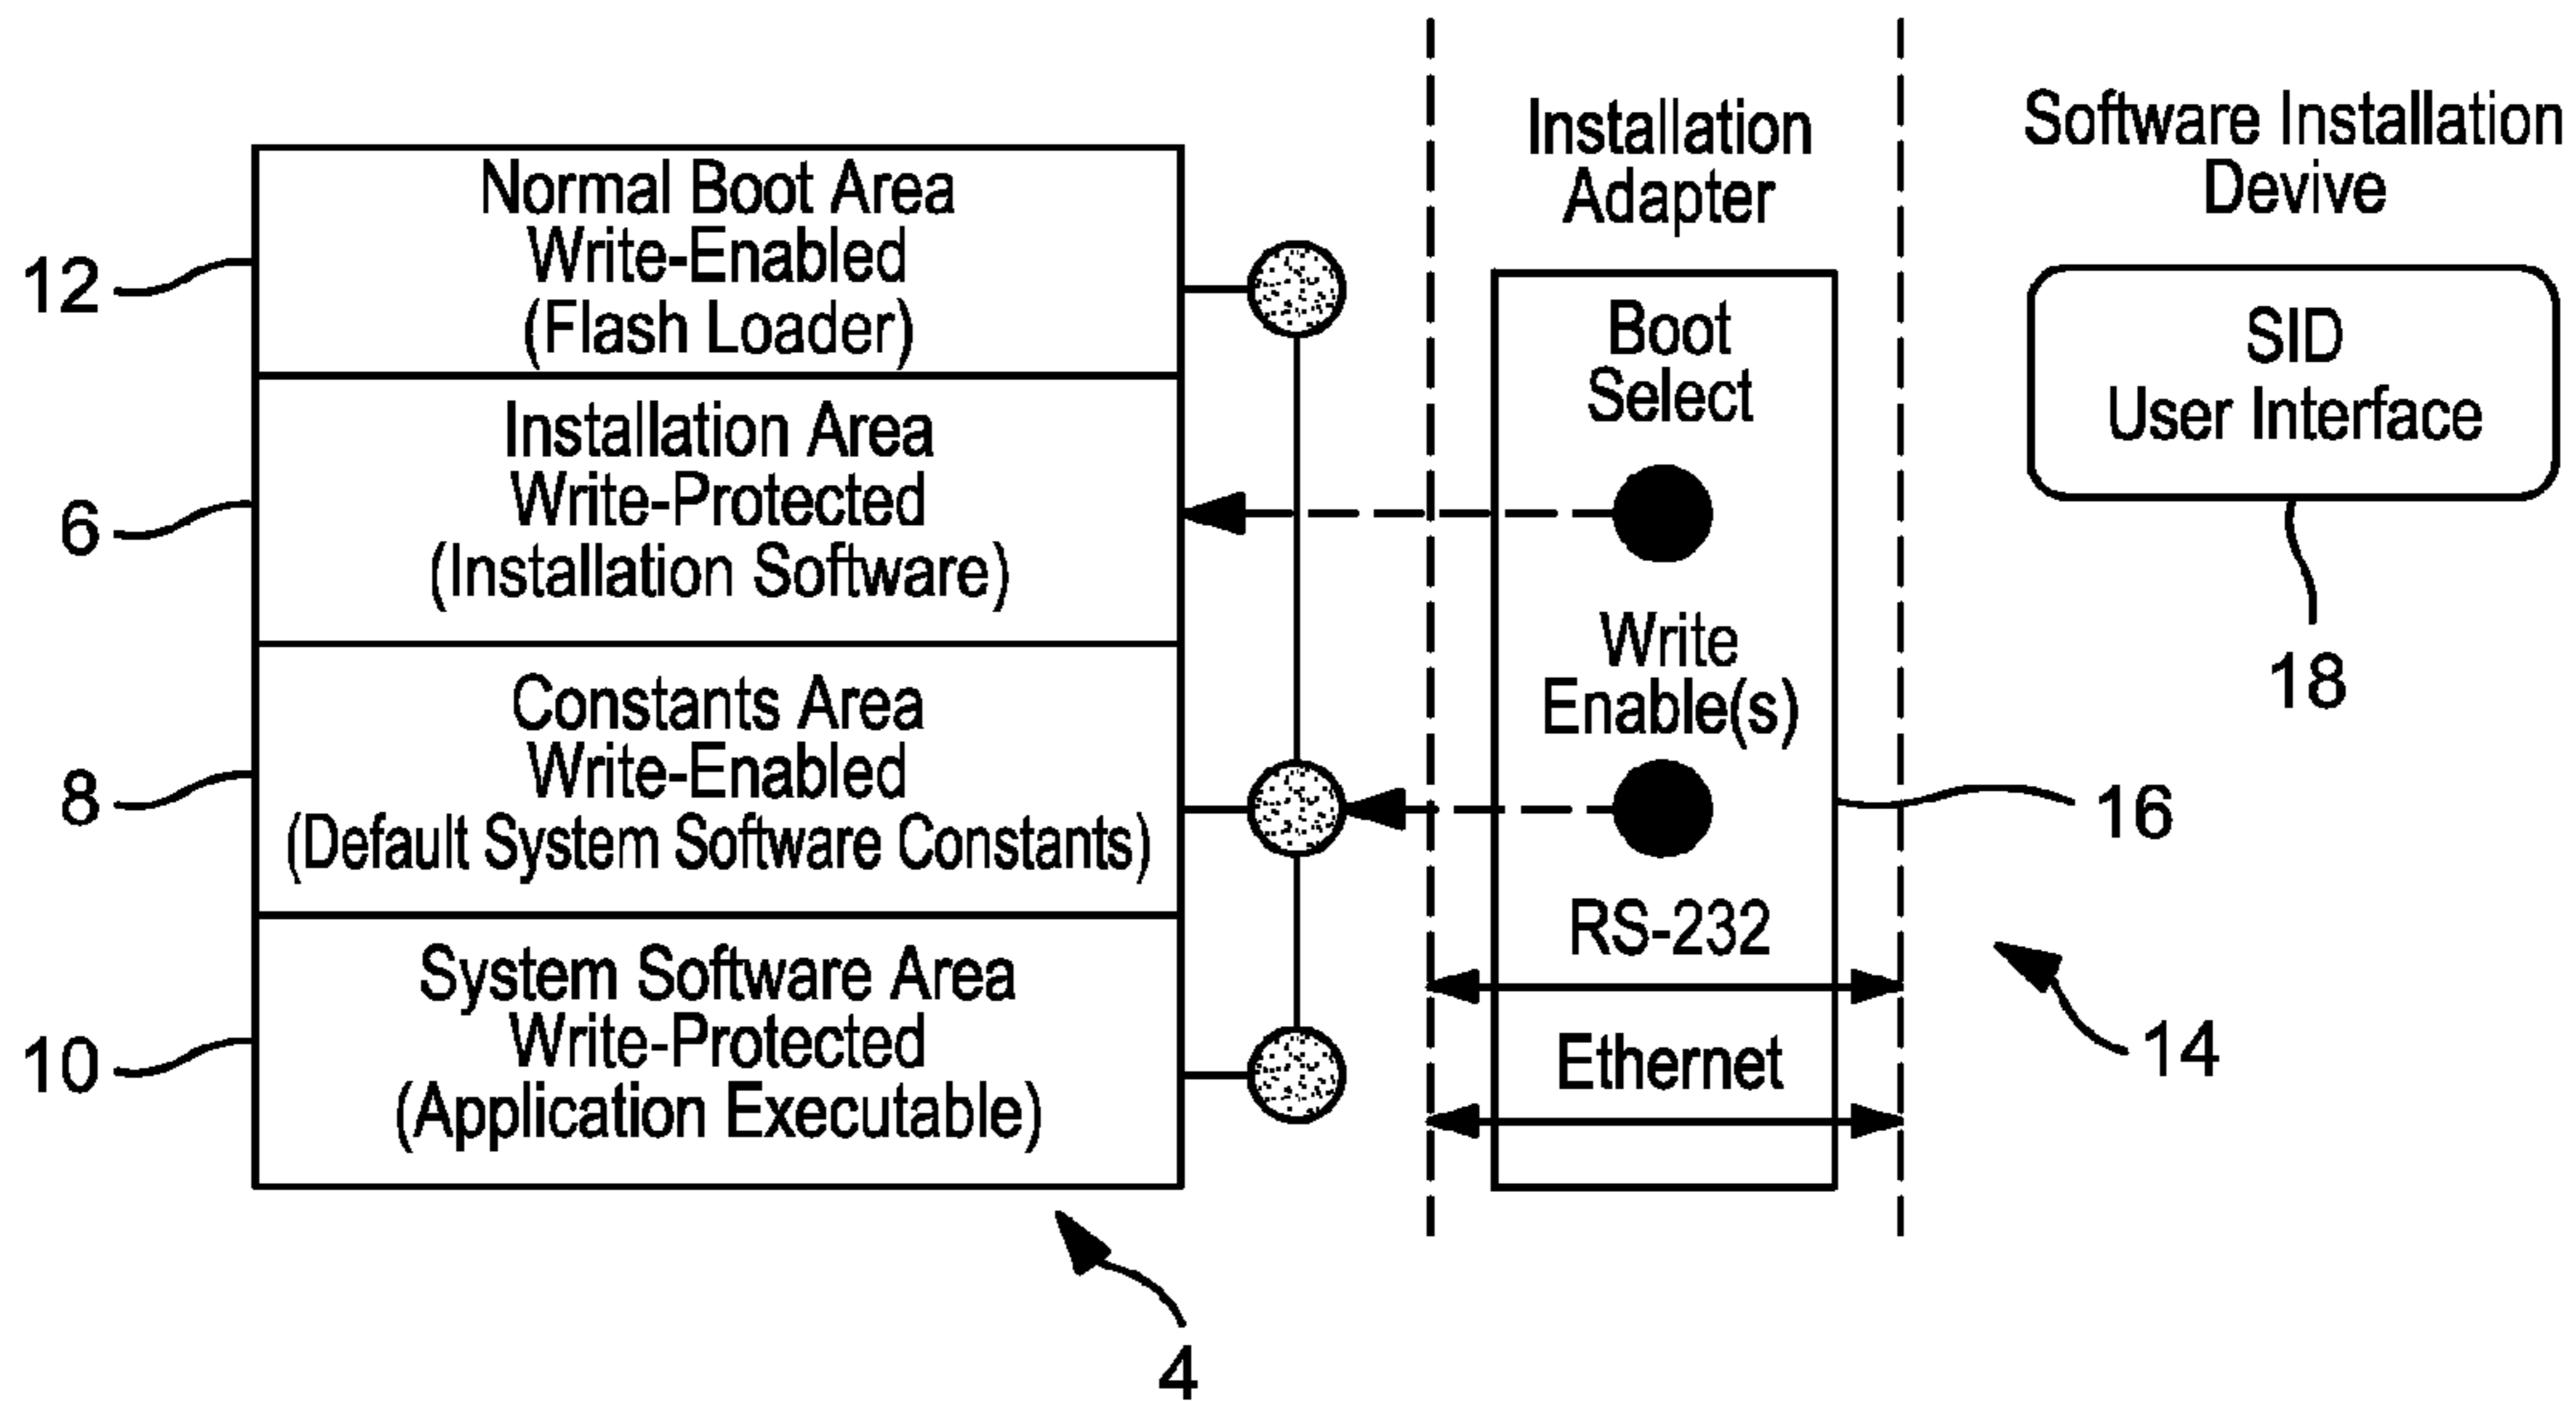 Normal Boot Area
Write-Enabled
(Flash Loader)
12
Installation Area
Write-Protected
(Installation Software)
6
Constants Area
Write-Enabled
(Default System Software Constants)
8
System Software Area
Write-Protected
(Application Executable)
10
4
Installation
Adapter
Boot
Select
Write
Enable(s)
RS-232
Ethernet
16
Software Installation
Devive
SID
User Interface
18
14